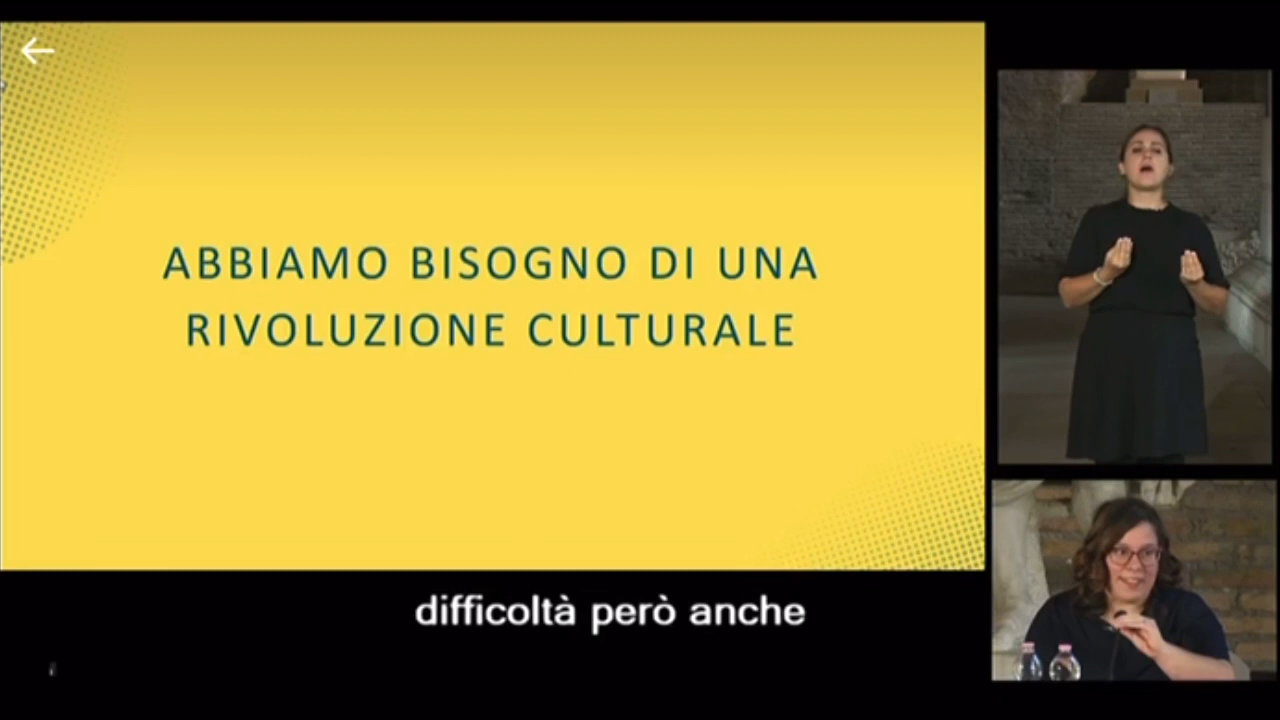 ABBIAMO BISOGNO DI UNA
RIVOLUZIONE CULTURALE
difficoltà però anche